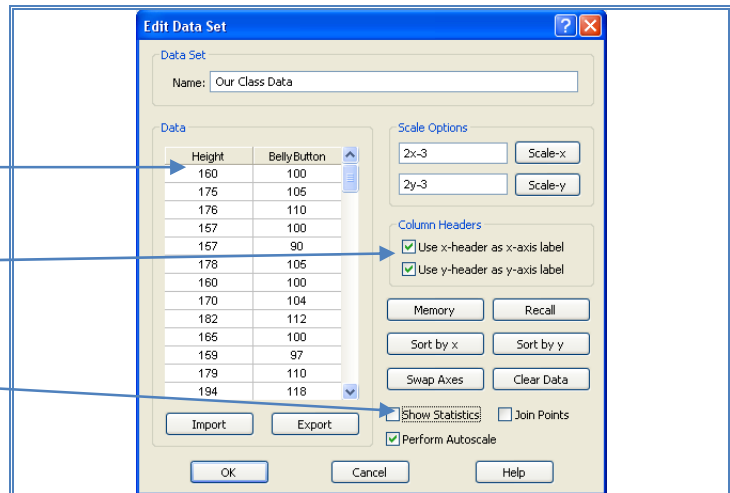 Edit Data Set
Data Set
Name: Our Class Data
Data
Height BellyButton
160 100
175 105
176 110
157 100
157 90
178 105
160 100
170 104
182 112
165 100
159 97
179 110
194 118
Import Export
Scale Options
2x-3 Scale-x
2y-3 Scale-y
Column Headers
Use x-header as x-axis label
Use y-header as y-axis label
Memory Recall
Sort by x Sort by y
Swap Axes Clear Data
Show Statistics Join Points
Perform Autoscale
OK Cancel Help